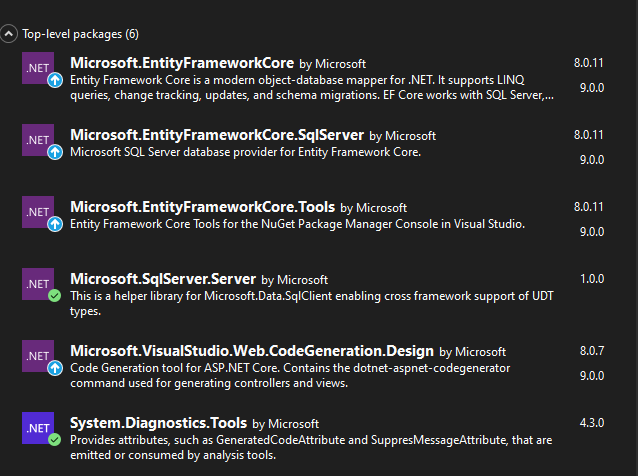 Top-level packages (6)
.NET
Microsoft.EntityFrameworkCore by Microsoft 8.0.11
Entity Framework Core is a modern object-database mapper for .NET. It supports LINQ 9.0.0
queries, change tracking, updates, and schema migrations. EF Core works with SQL Server,...
.NET
Microsoft.EntityFrameworkCore.SqlServer by Microsoft 8.0.11
Microsoft SQL Server database provider for Entity Framework Core. 9.0.0
.NET
Microsoft.EntityFrameworkCore.Tools by Microsoft 8.0.11
Entity Framework Core Tools for the NuGet Package Manager Console in Visual Studio. 9.0.0
.NET
Microsoft.SqlServer.Server by Microsoft 1.0.0
This is a helper library for Microsoft.Data.SqlClient enabling cross framework support of UDT
types.
.NET
Microsoft.VisualStudio.Web.CodeGeneration.Design by Microsoft 8.0.7
Code Generation tool for ASP.NET Core. Contains the dotnet-aspnet-codegenerator 9.0.0
command used for generating controllers and views.
.NET
System.Diagnostics.Tools by Microsoft 4.3.0
Provides attributes, such as GeneratedCodeAttribute and SuppresMessageAttribute, that are
emitted or consumed by analysis tools.